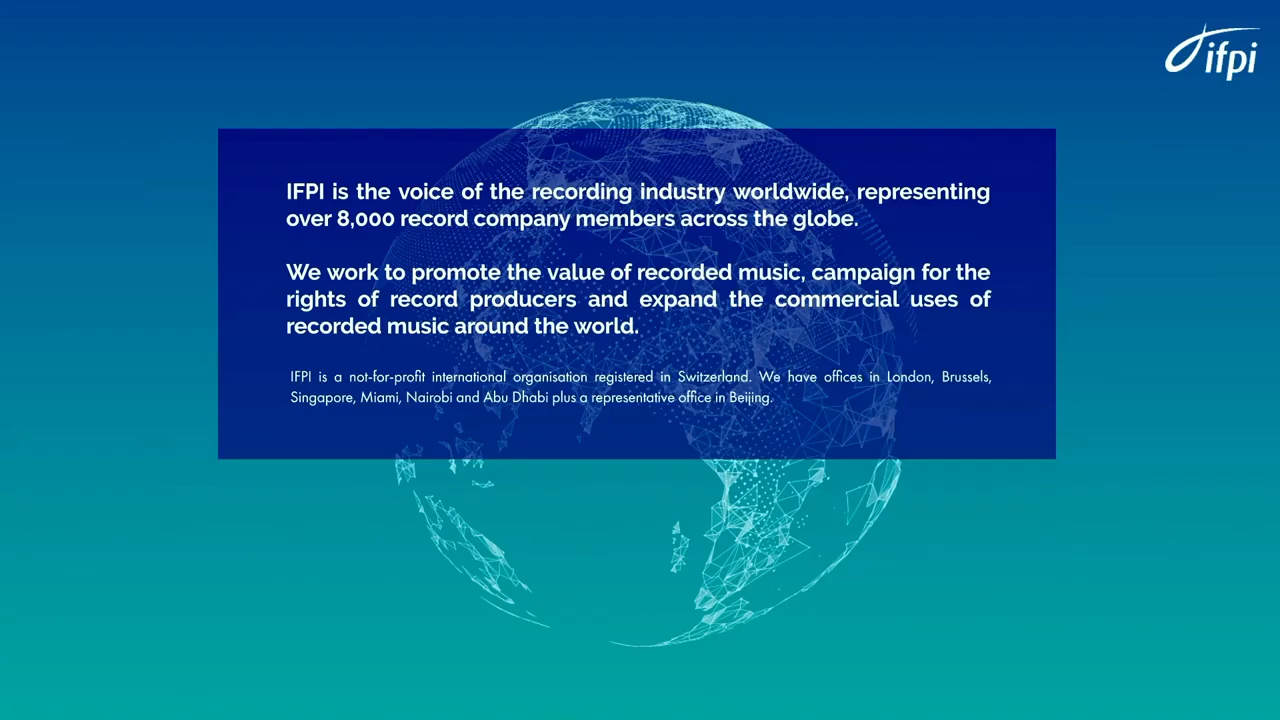 ifpi
IFPI is the voice of the recording industry worldwide, representing
over 8,000 record company members across the globe.
We work to promote the value of recorded music, campaign for the
rights of record producers and expand the commercial uses of
recorded music around the world.
IFPI is a not-for-profit international organisation registered in Switzerland. We have offices in London, Brussels,
Singapore, Miami, Nairobi and Abu Dhabi plus a representative office in Beijing.